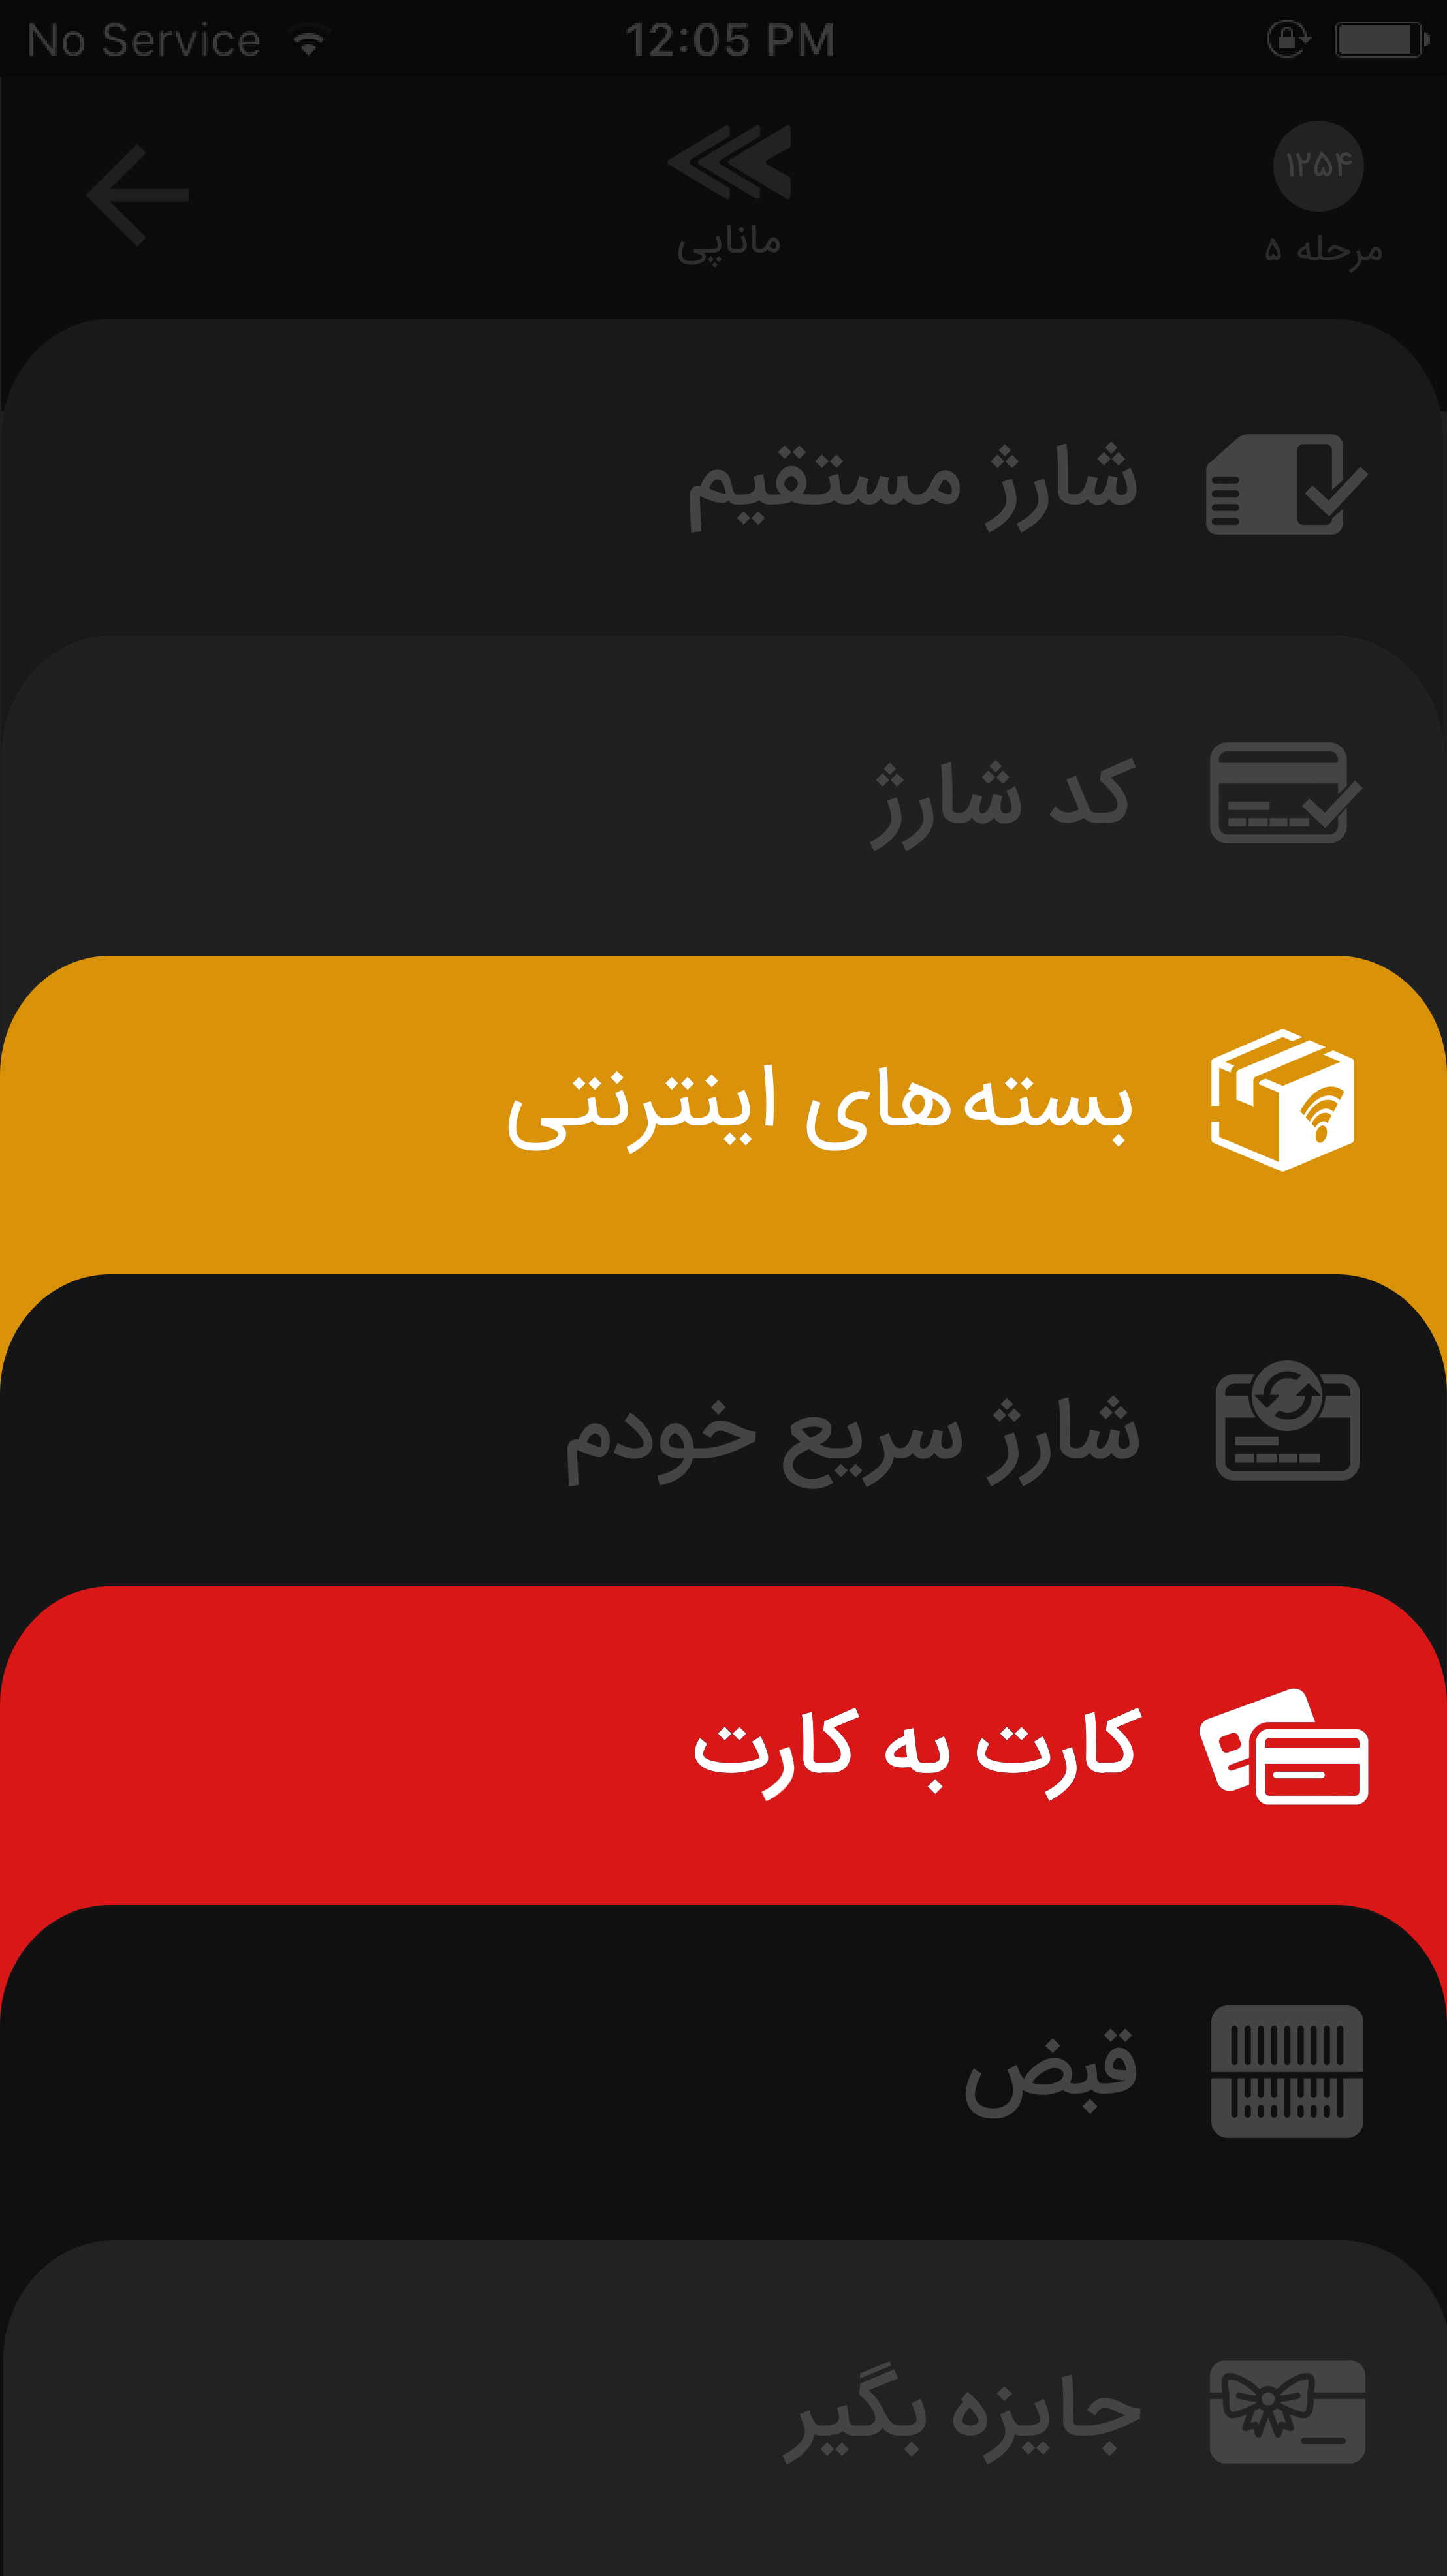 No Service 12:05 PM
۱۲۵۴
ماناپی
مرحله ۵
شارژ مستقیم
کد شارژ
بسته‌های اینترنتی
شارژ سریع خودم
کارت به کارت
قبض
جایزه بگیر